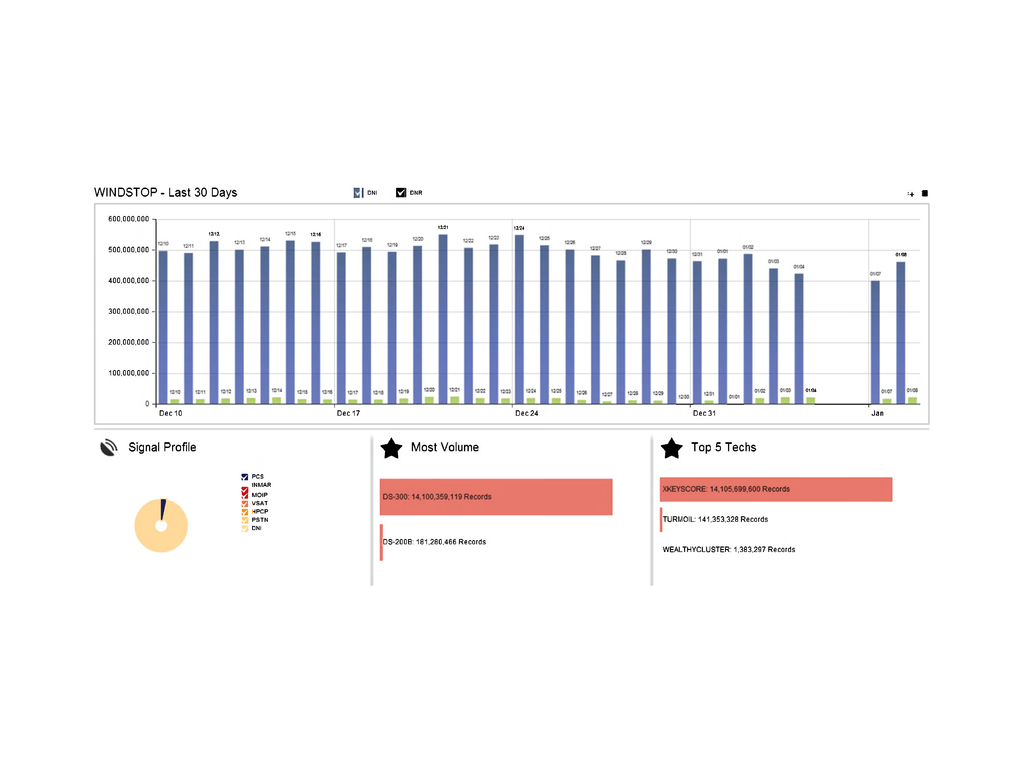 WINDSTOP - Last 30 Days
DNI
DNR
600,000,000
500,000,000
400,000,000
300,000,000
200,000,000
100,000,000
0
12/10
12/11
12/12
12/13
12/14
12/15
12/16
12/17
12/18
12/19
12/20
12/21
12/22
12/23
12/24
12/25
12/26
12/27
12/28
12/29
12/30
12/31
01/01
01/02
01/03
01/04
01/07
01/08
12/10
12/11
12/12
12/13
12/14
12/15
12/16
12/17
12/18
12/19
12/20
12/21
12/22
12/23
12/24
12/25
12/26
12/27
12/28
12/29
12/30
12/31
01/01
01/02
01/03
01/04
01/07
01/08
Dec 10
Dec 17
Dec 24
Dec 31
Jan
Signal Profile
PCS
INMAR
MOIP
VSAT
HPCP
PSTN
DNI
Most Volume
DS-300: 14,100,359,119 Records
DS-200B: 181,280,466 Records
Top 5 Techs
XKEYSCORE: 14,105,699,600 Records
TURMOIL: 141,353,328 Records
WEALTHYCLUSTER: 1,383,297 Records